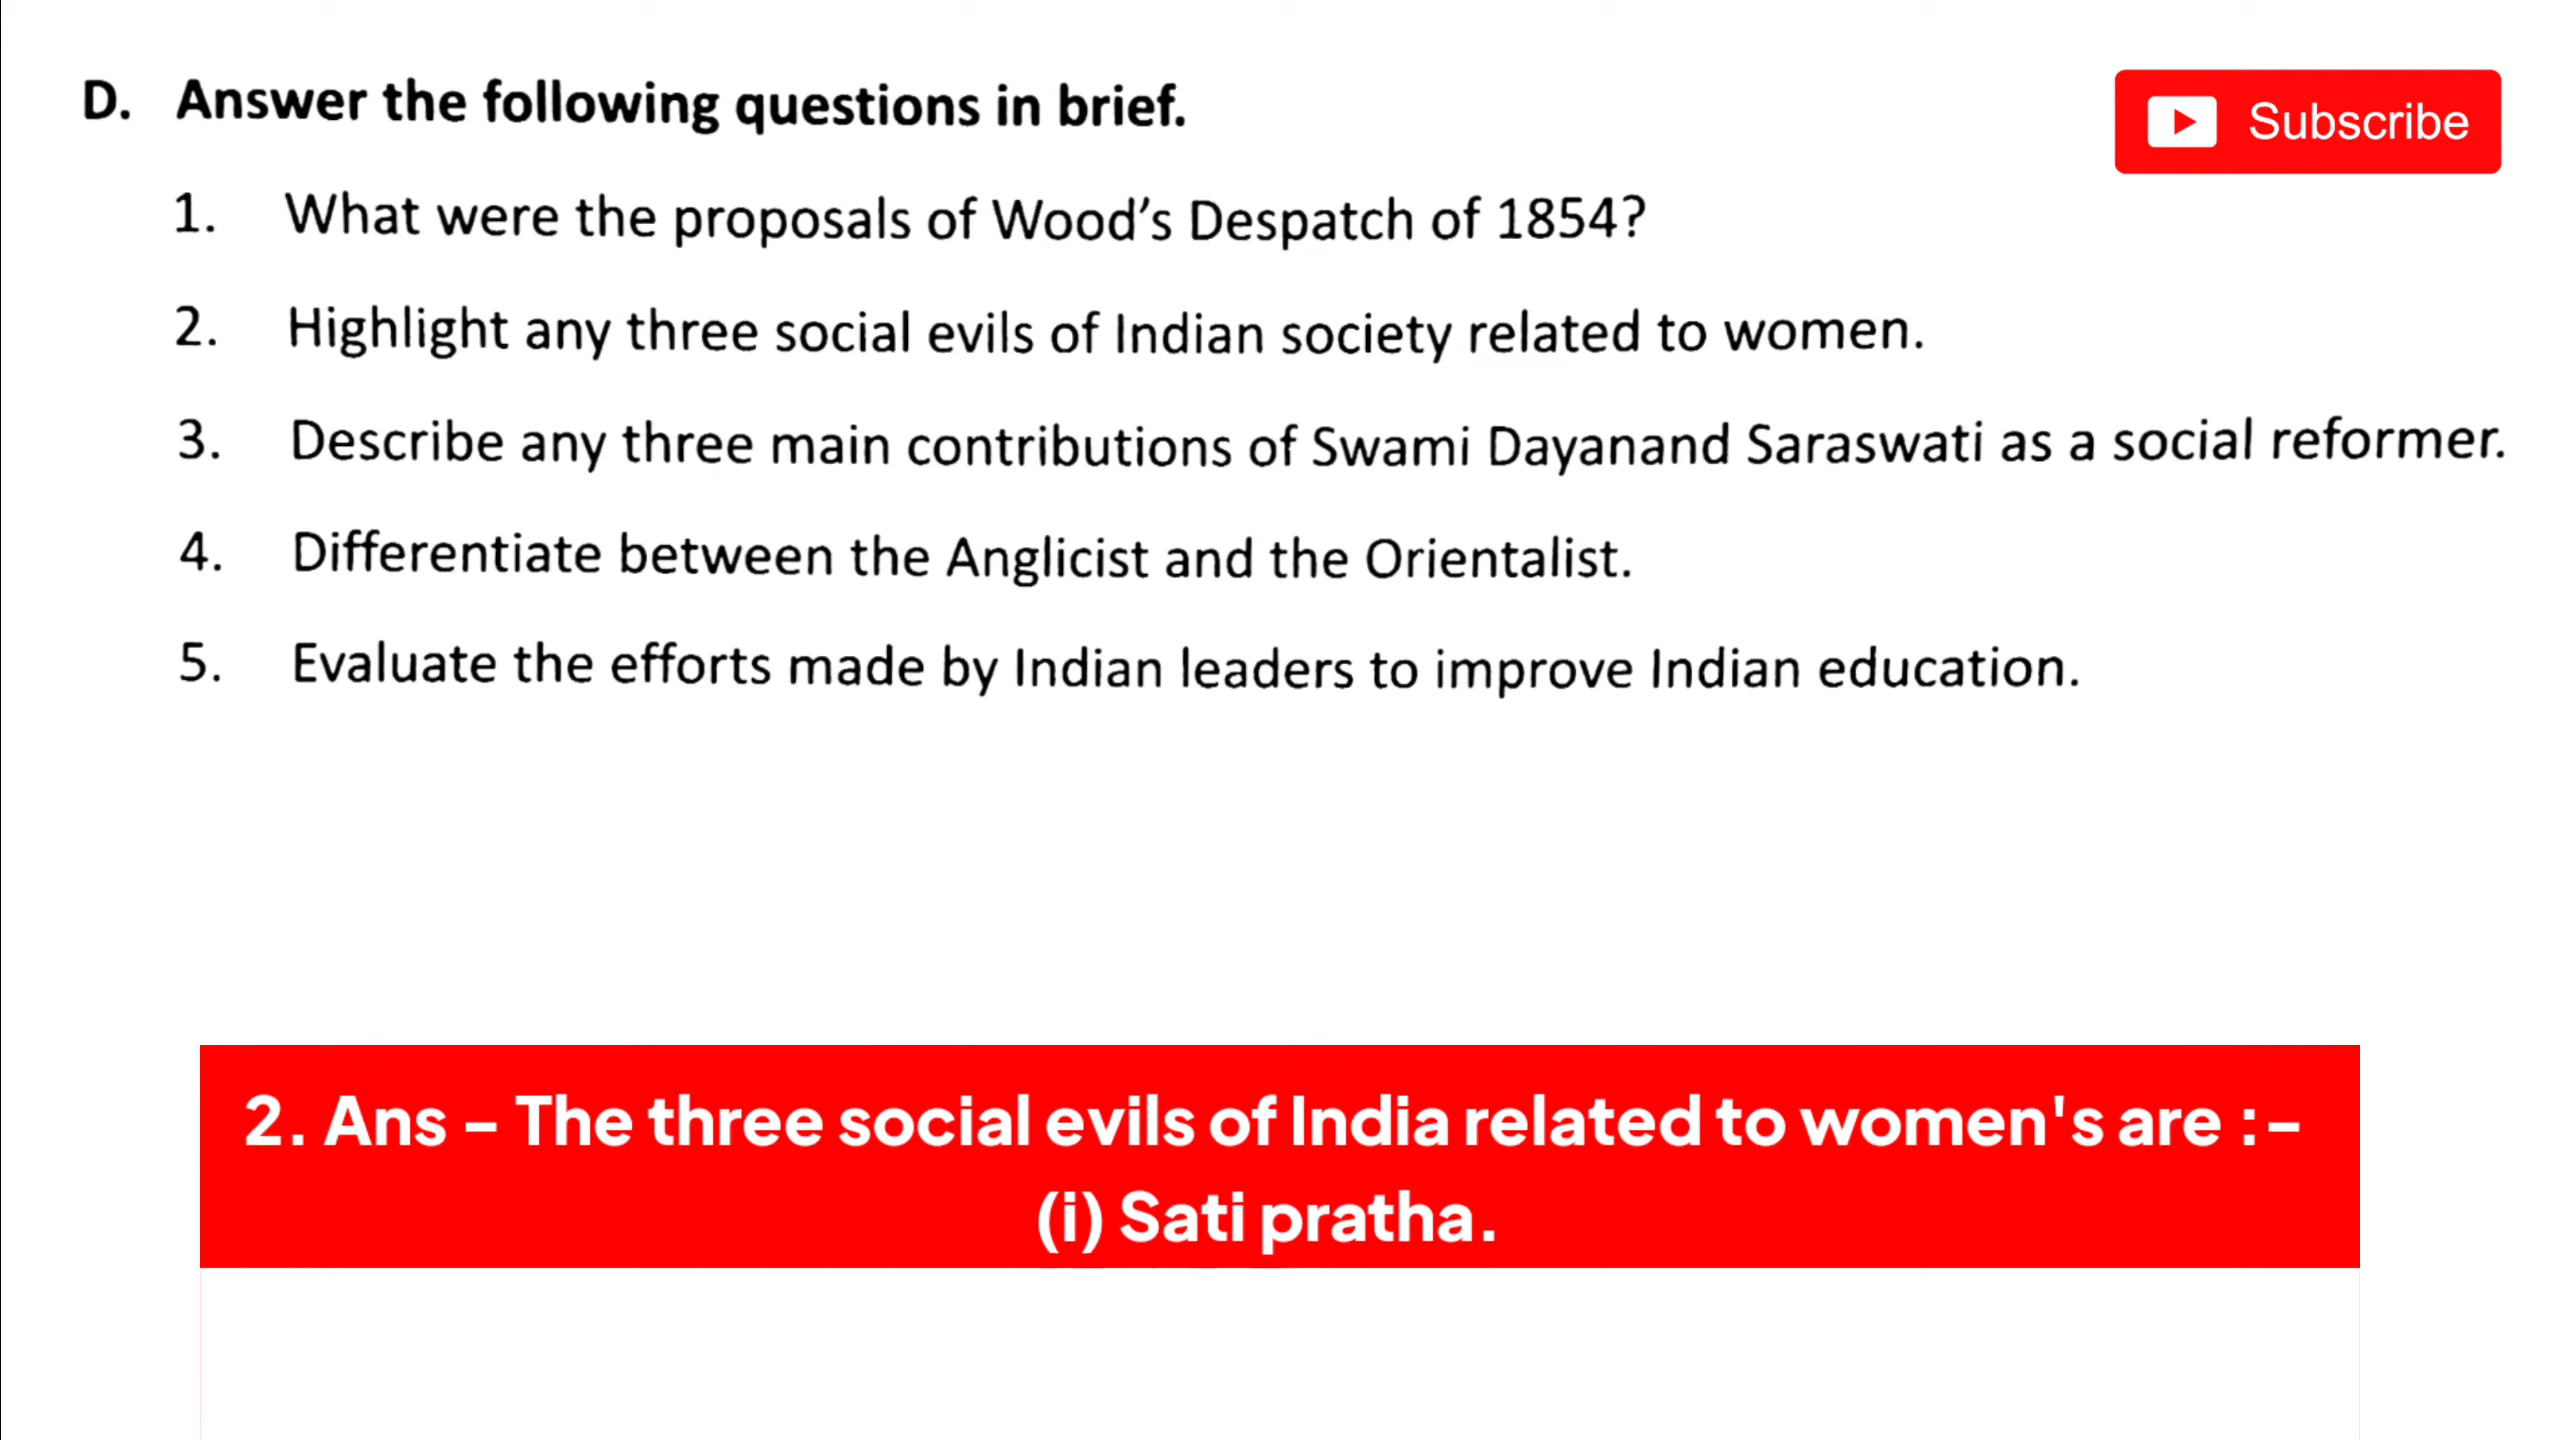 D. Answer the following questions in brief.
Subscribe
1. What were the proposals of Wood’s Despatch of 1854?
2. Highlight any three social evils of Indian society related to women.
3. Describe any three main contributions of Swami Dayanand Saraswati as a social reformer.
4. Differentiate between the Anglicist and the Orientalist.
5. Evaluate the efforts made by Indian leaders to improve Indian education.
2. Ans – The three social evils of India related to women's are :–
(i) Sati pratha.